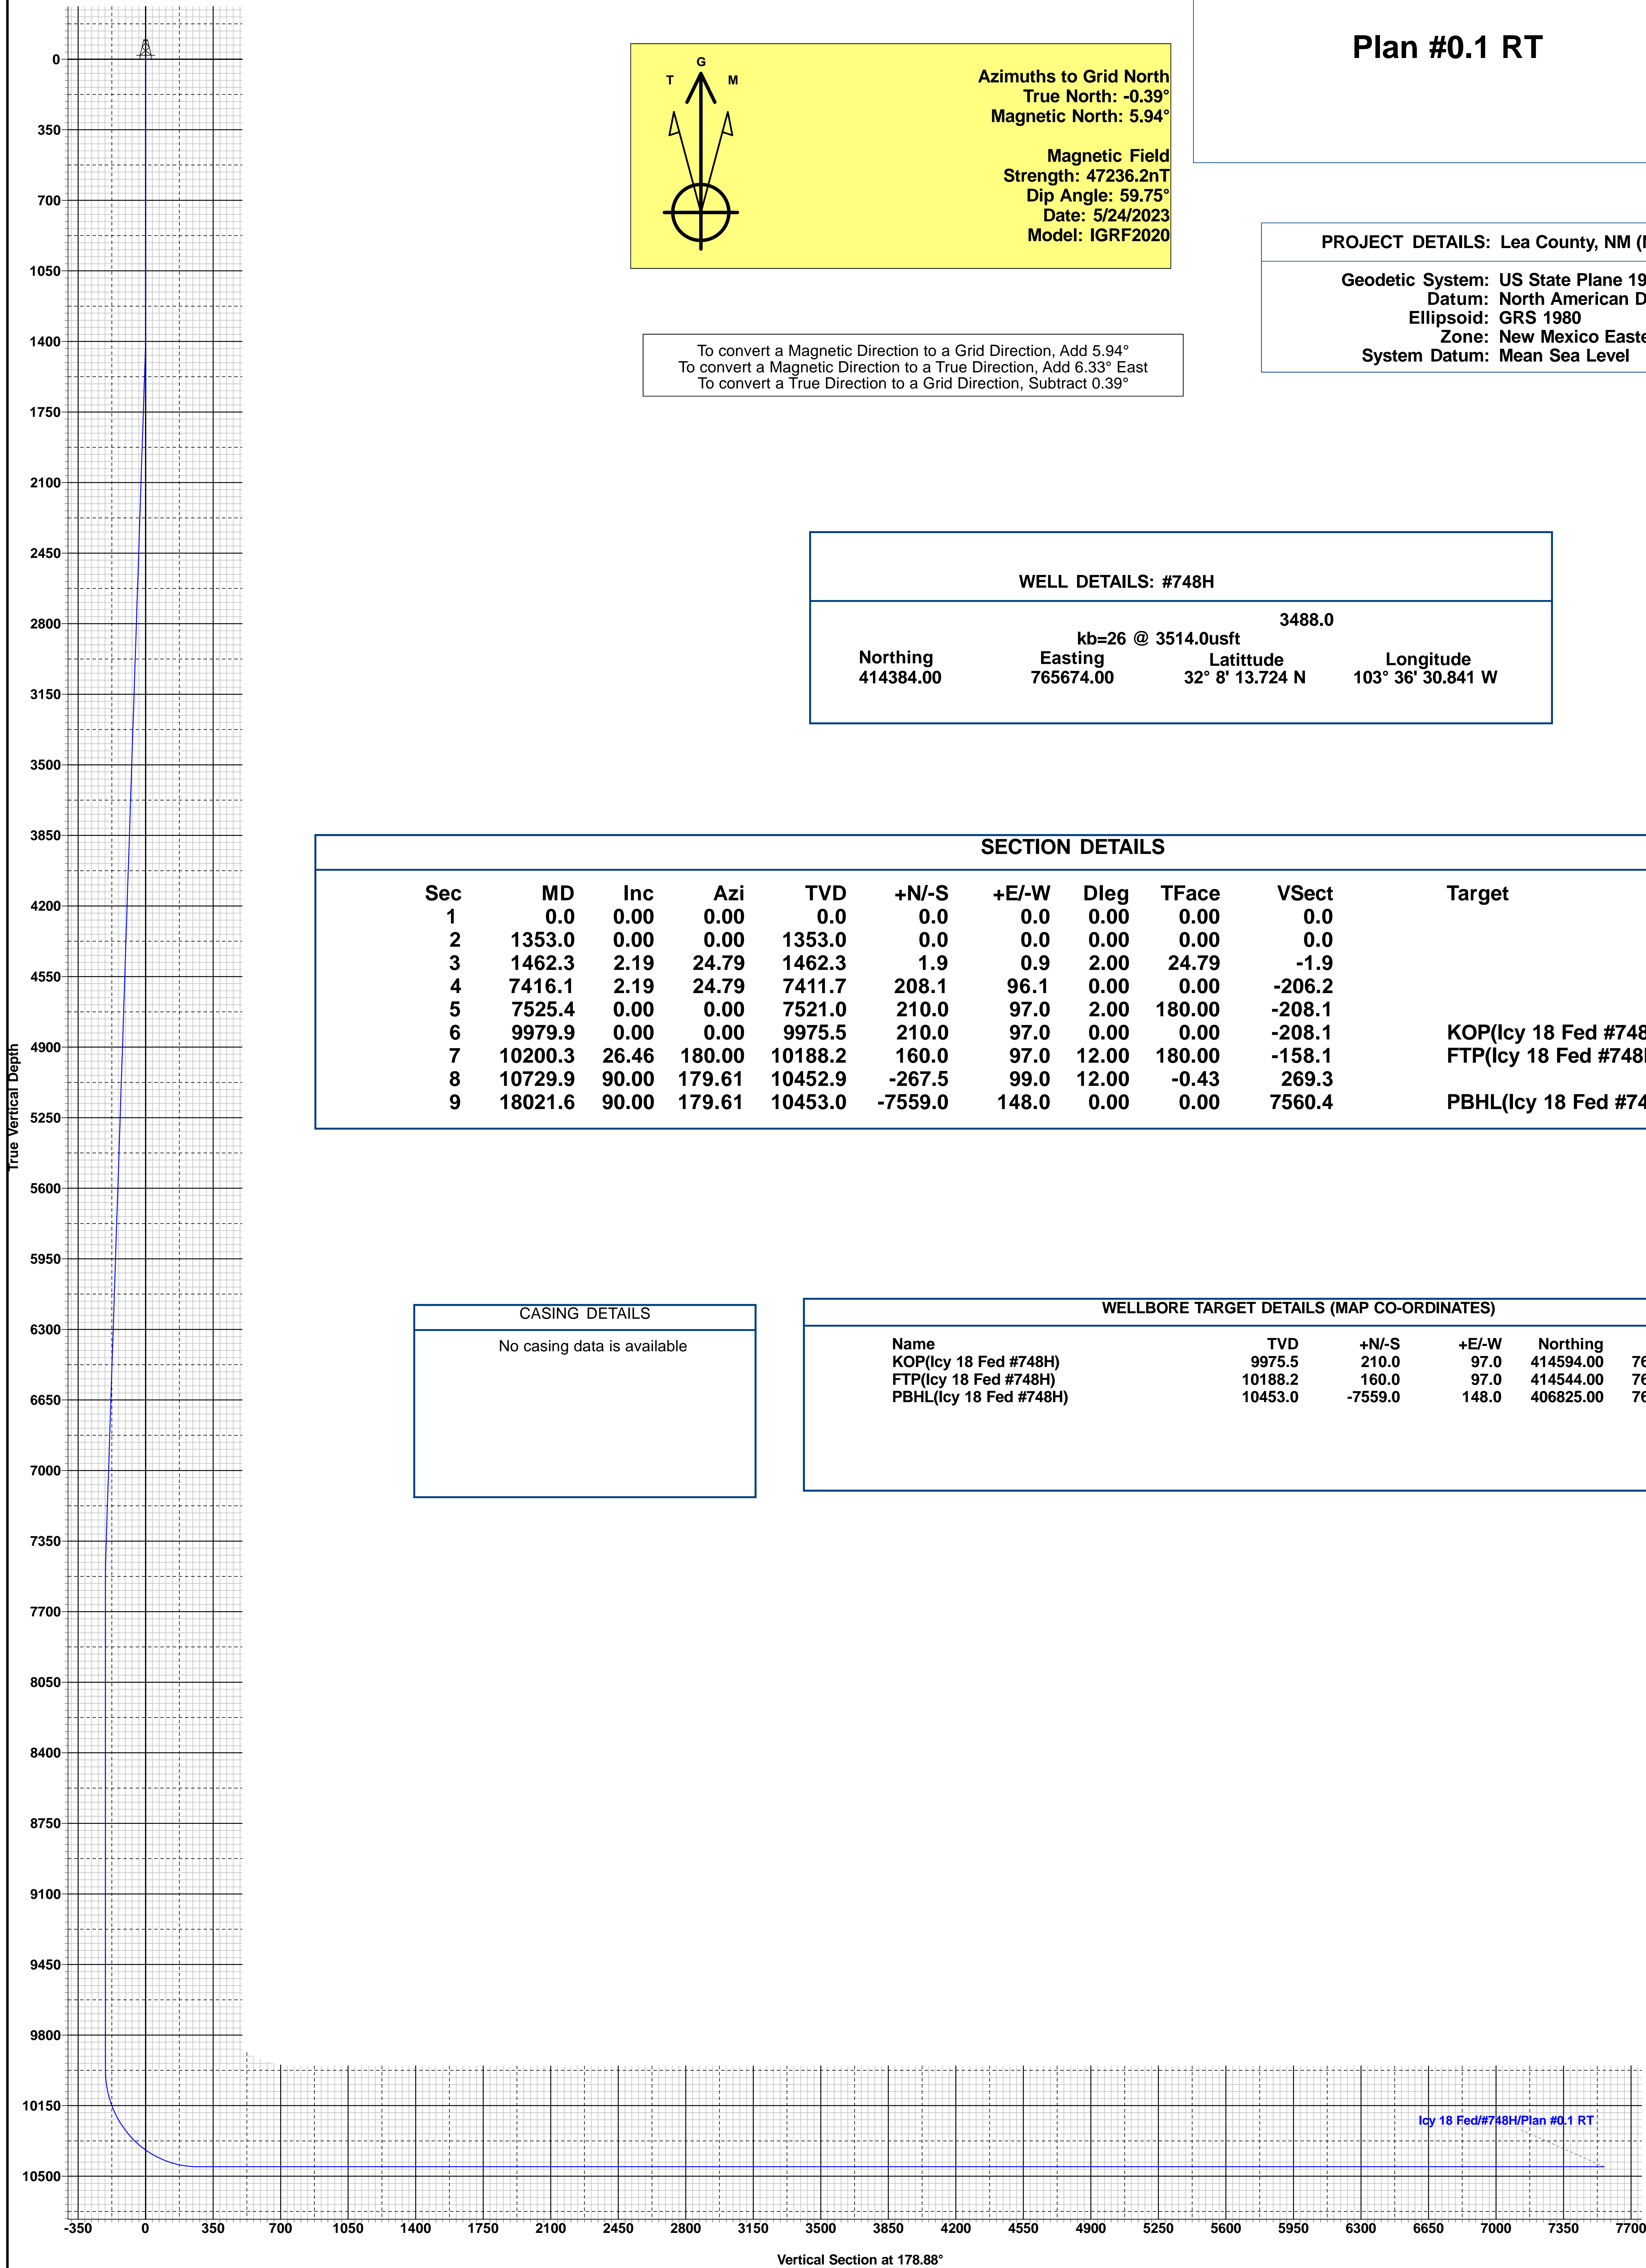 Plan #0.1 RT
G
T M
Azimuths to Grid North
True North: -0.39°
Magnetic North: 5.94°
Magnetic Field
Strength: 47236.2nT
Dip Angle: 59.75°
Date: 5/24/2023
Model: IGRF2020
PROJECT DETAILS: Lea County, NM (
Geodetic System: US State Plane 19
Datum: North American D
Ellipsoid: GRS 1980
Zone: New Mexico Easte
System Datum: Mean Sea Level
To convert a Magnetic Direction to a Grid Direction, Add 5.94°
To convert a Magnetic Direction to a True Direction, Add 6.33° East
To convert a True Direction to a Grid Direction, Subtract 0.39°
WELL DETAILS: #748H
3488.0
kb=26 @ 3514.0usft
Northing Easting Latittude Longitude
414384.00 765674.00 32° 8' 13.724 N 103° 36' 30.841 W
SECTION DETAILS
Sec MD Inc Azi TVD +N/-S +E/-W Dleg TFace VSect Target
1 0.0 0.00 0.00 0.0 0.0 0.0 0.00 0.00 0.0
2 1353.0 0.00 0.00 1353.0 0.0 0.0 0.00 0.00 0.0
3 1462.3 2.19 24.79 1462.3 1.9 0.9 2.00 24.79 -1.9
4 7416.1 2.19 24.79 7411.7 208.1 96.1 0.00 0.00 -206.2
5 7525.4 0.00 0.00 7521.0 210.0 97.0 2.00 180.00 -208.1
6 9979.9 0.00 0.00 9975.5 210.0 97.0 0.00 0.00 -208.1 KOP(Icy 18 Fed #748
7 10200.3 26.46 180.00 10188.2 160.0 97.0 12.00 180.00 -158.1 FTP(Icy 18 Fed #748
8 10729.9 90.00 179.61 10452.9 -267.5 99.0 12.00 -0.43 269.3
9 18021.6 90.00 179.61 10453.0 -7559.0 148.0 0.00 0.00 7560.4 PBHL(Icy 18 Fed #74
CASING DETAILS
No casing data is available
WELLBORE TARGET DETAILS (MAP CO-ORDINATES)
Name TVD +N/-S +E/-W Northing
KOP(Icy 18 Fed #748H) 9975.5 210.0 97.0 414594.00 76
FTP(Icy 18 Fed #748H) 10188.2 160.0 97.0 414544.00 76
PBHL(Icy 18 Fed #748H) 10453.0 -7559.0 148.0 406825.00 76
True Vertical Depth
0
350
700
1050
1400
1750
2100
2450
2800
3150
3500
3850
4200
4550
4900
5250
5600
5950
6300
6650
7000
7350
7700
8050
8400
8750
9100
9450
9800
10150
10500
Icy 18 Fed/#748H/Plan #0.1 RT
-350 0 350 700 1050 1400 1750 2100 2450 2800 3150 3500 3850 4200 4550 4900 5250 5600 5950 6300 6650 7000 7350 7700
Vertical Section at 178.88°